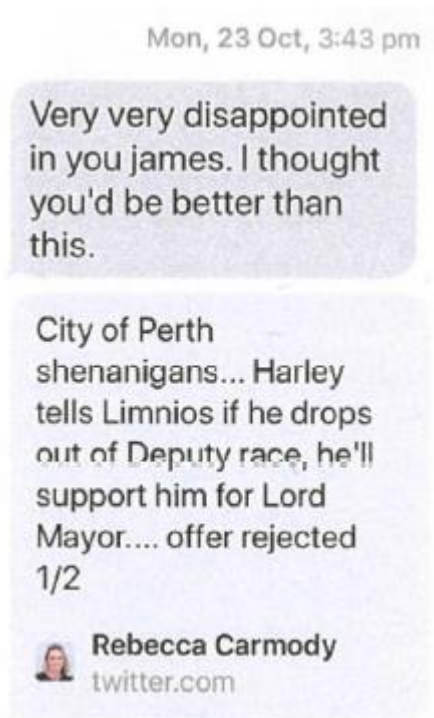 Mon, 23 Oct, 3:43 pm
Very very disappointed
in you james. I thought
you'd be better than
this.
City of Perth
shenanigans... Harley
tells Limnios if he drops
out of Deputy race, he'll
support him for Lord
Mayor.... offer rejected
1/2
Rebecca Carmody
twitter.com